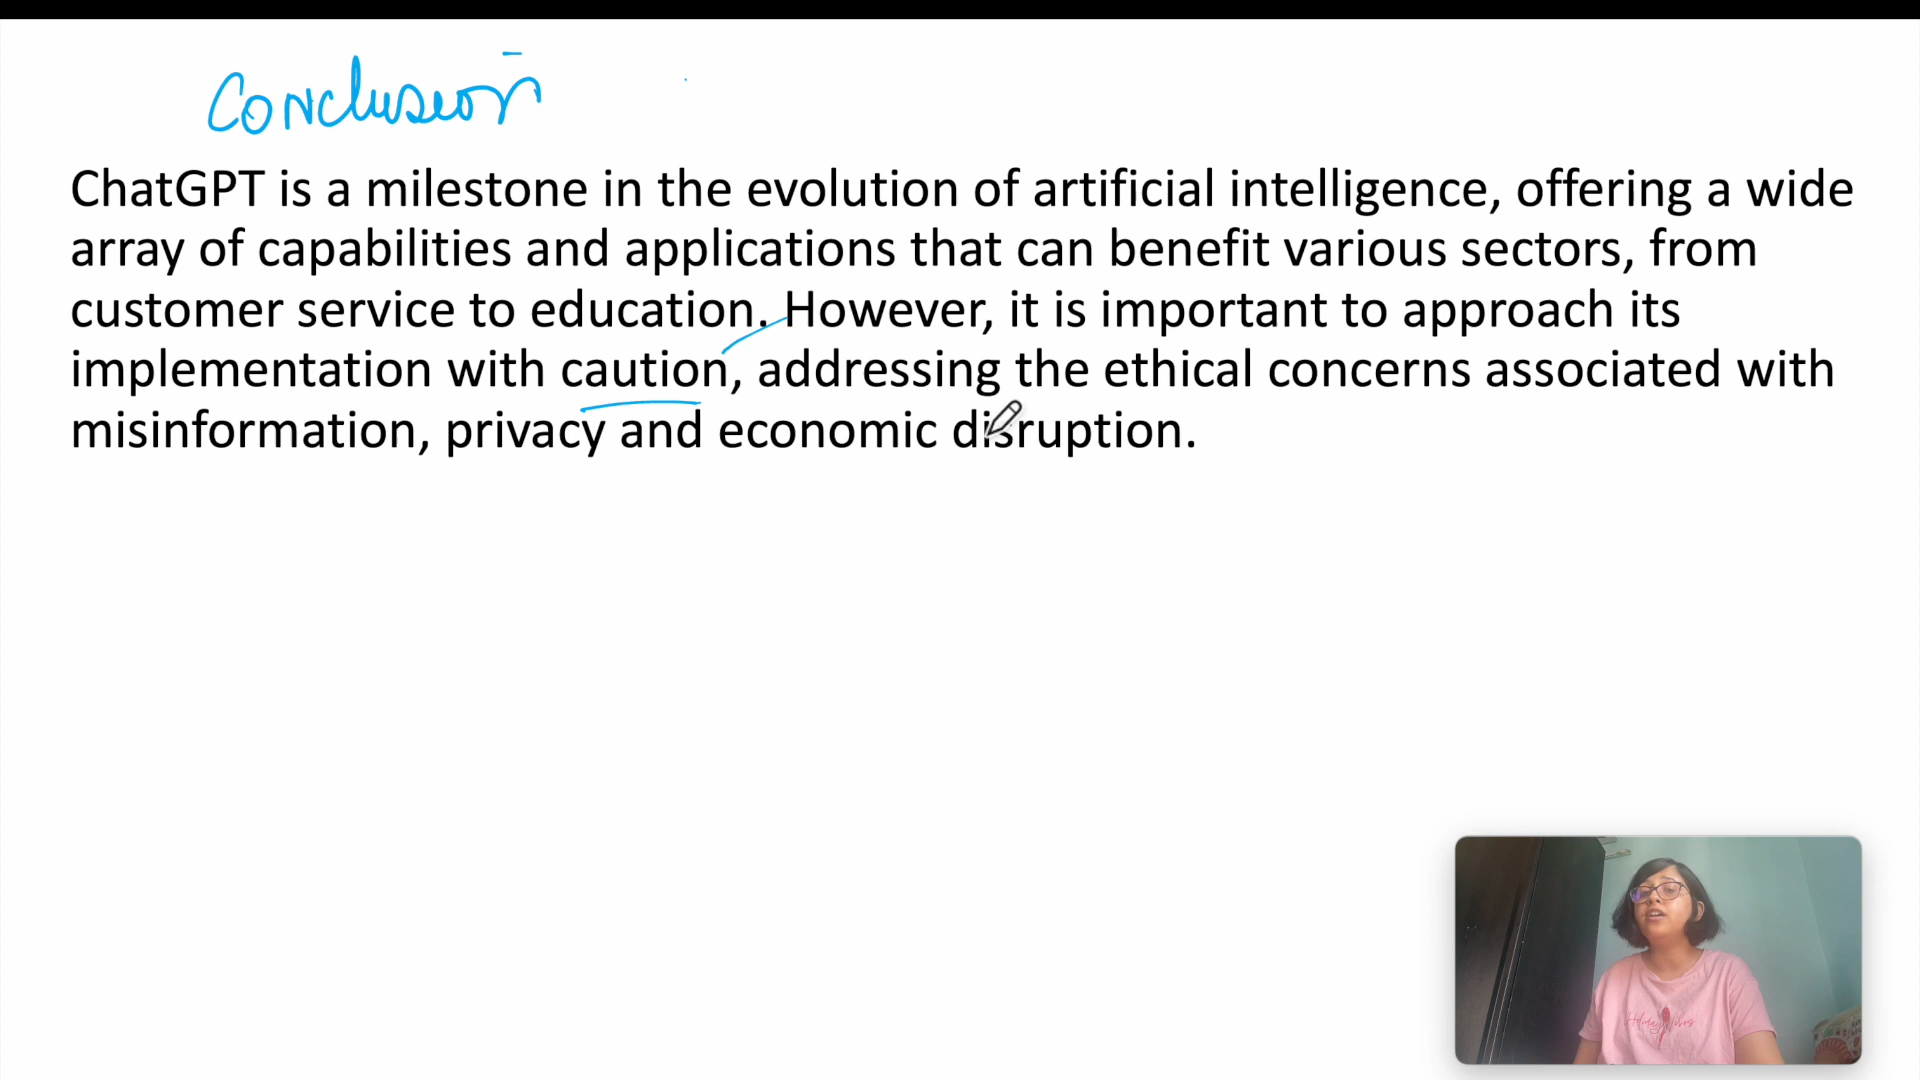 Conclusion
ChatGPT is a milestone in the evolution of artificial intelligence, offering a wide
array of capabilities and applications that can benefit various sectors, from
customer service to education. However, it is important to approach its
implementation with caution, addressing the ethical concerns associated with
misinformation, privacy and economic disruption.